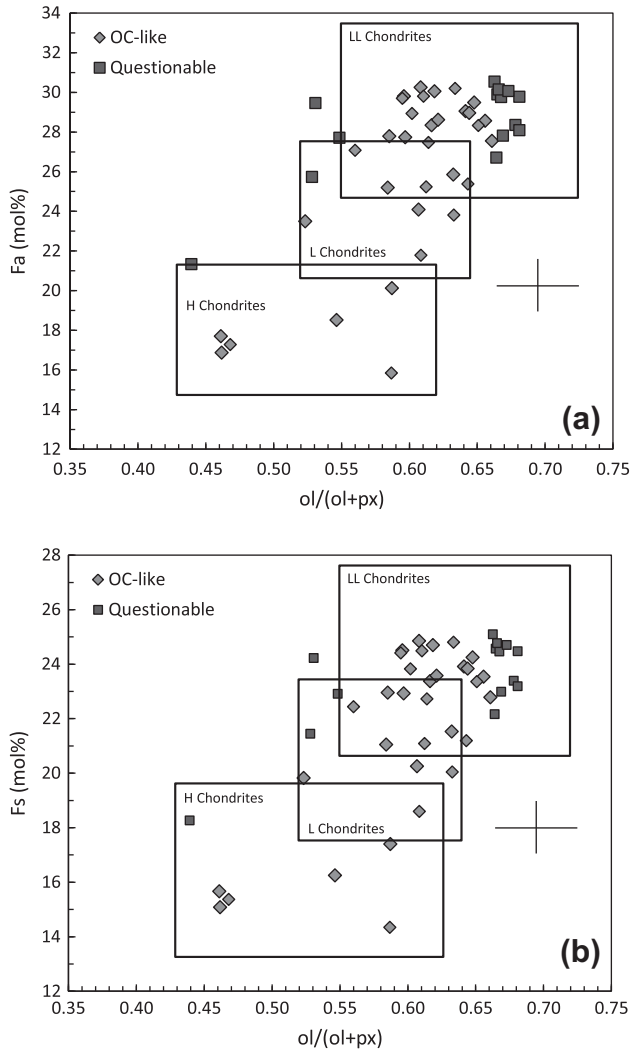 34
32
30
28
26
24
22
20
18
16
14
12
Fa (mol%)
OC-like
Questionable
LL Chondrites
L Chondrites
H Chondrites
(a)
0.35 0.40 0.45 0.50 0.55 0.60 0.65 0.70 0.75
ol/(ol+px)
28
26
24
22
20
18
16
14
12
Fs (mol%)
OC-like
Questionable
LL Chondrites
H Chondrites
L Chondrites
(b)
0.35 0.40 0.45 0.50 0.55 0.60 0.65 0.70 0.75
ol/(ol+px)